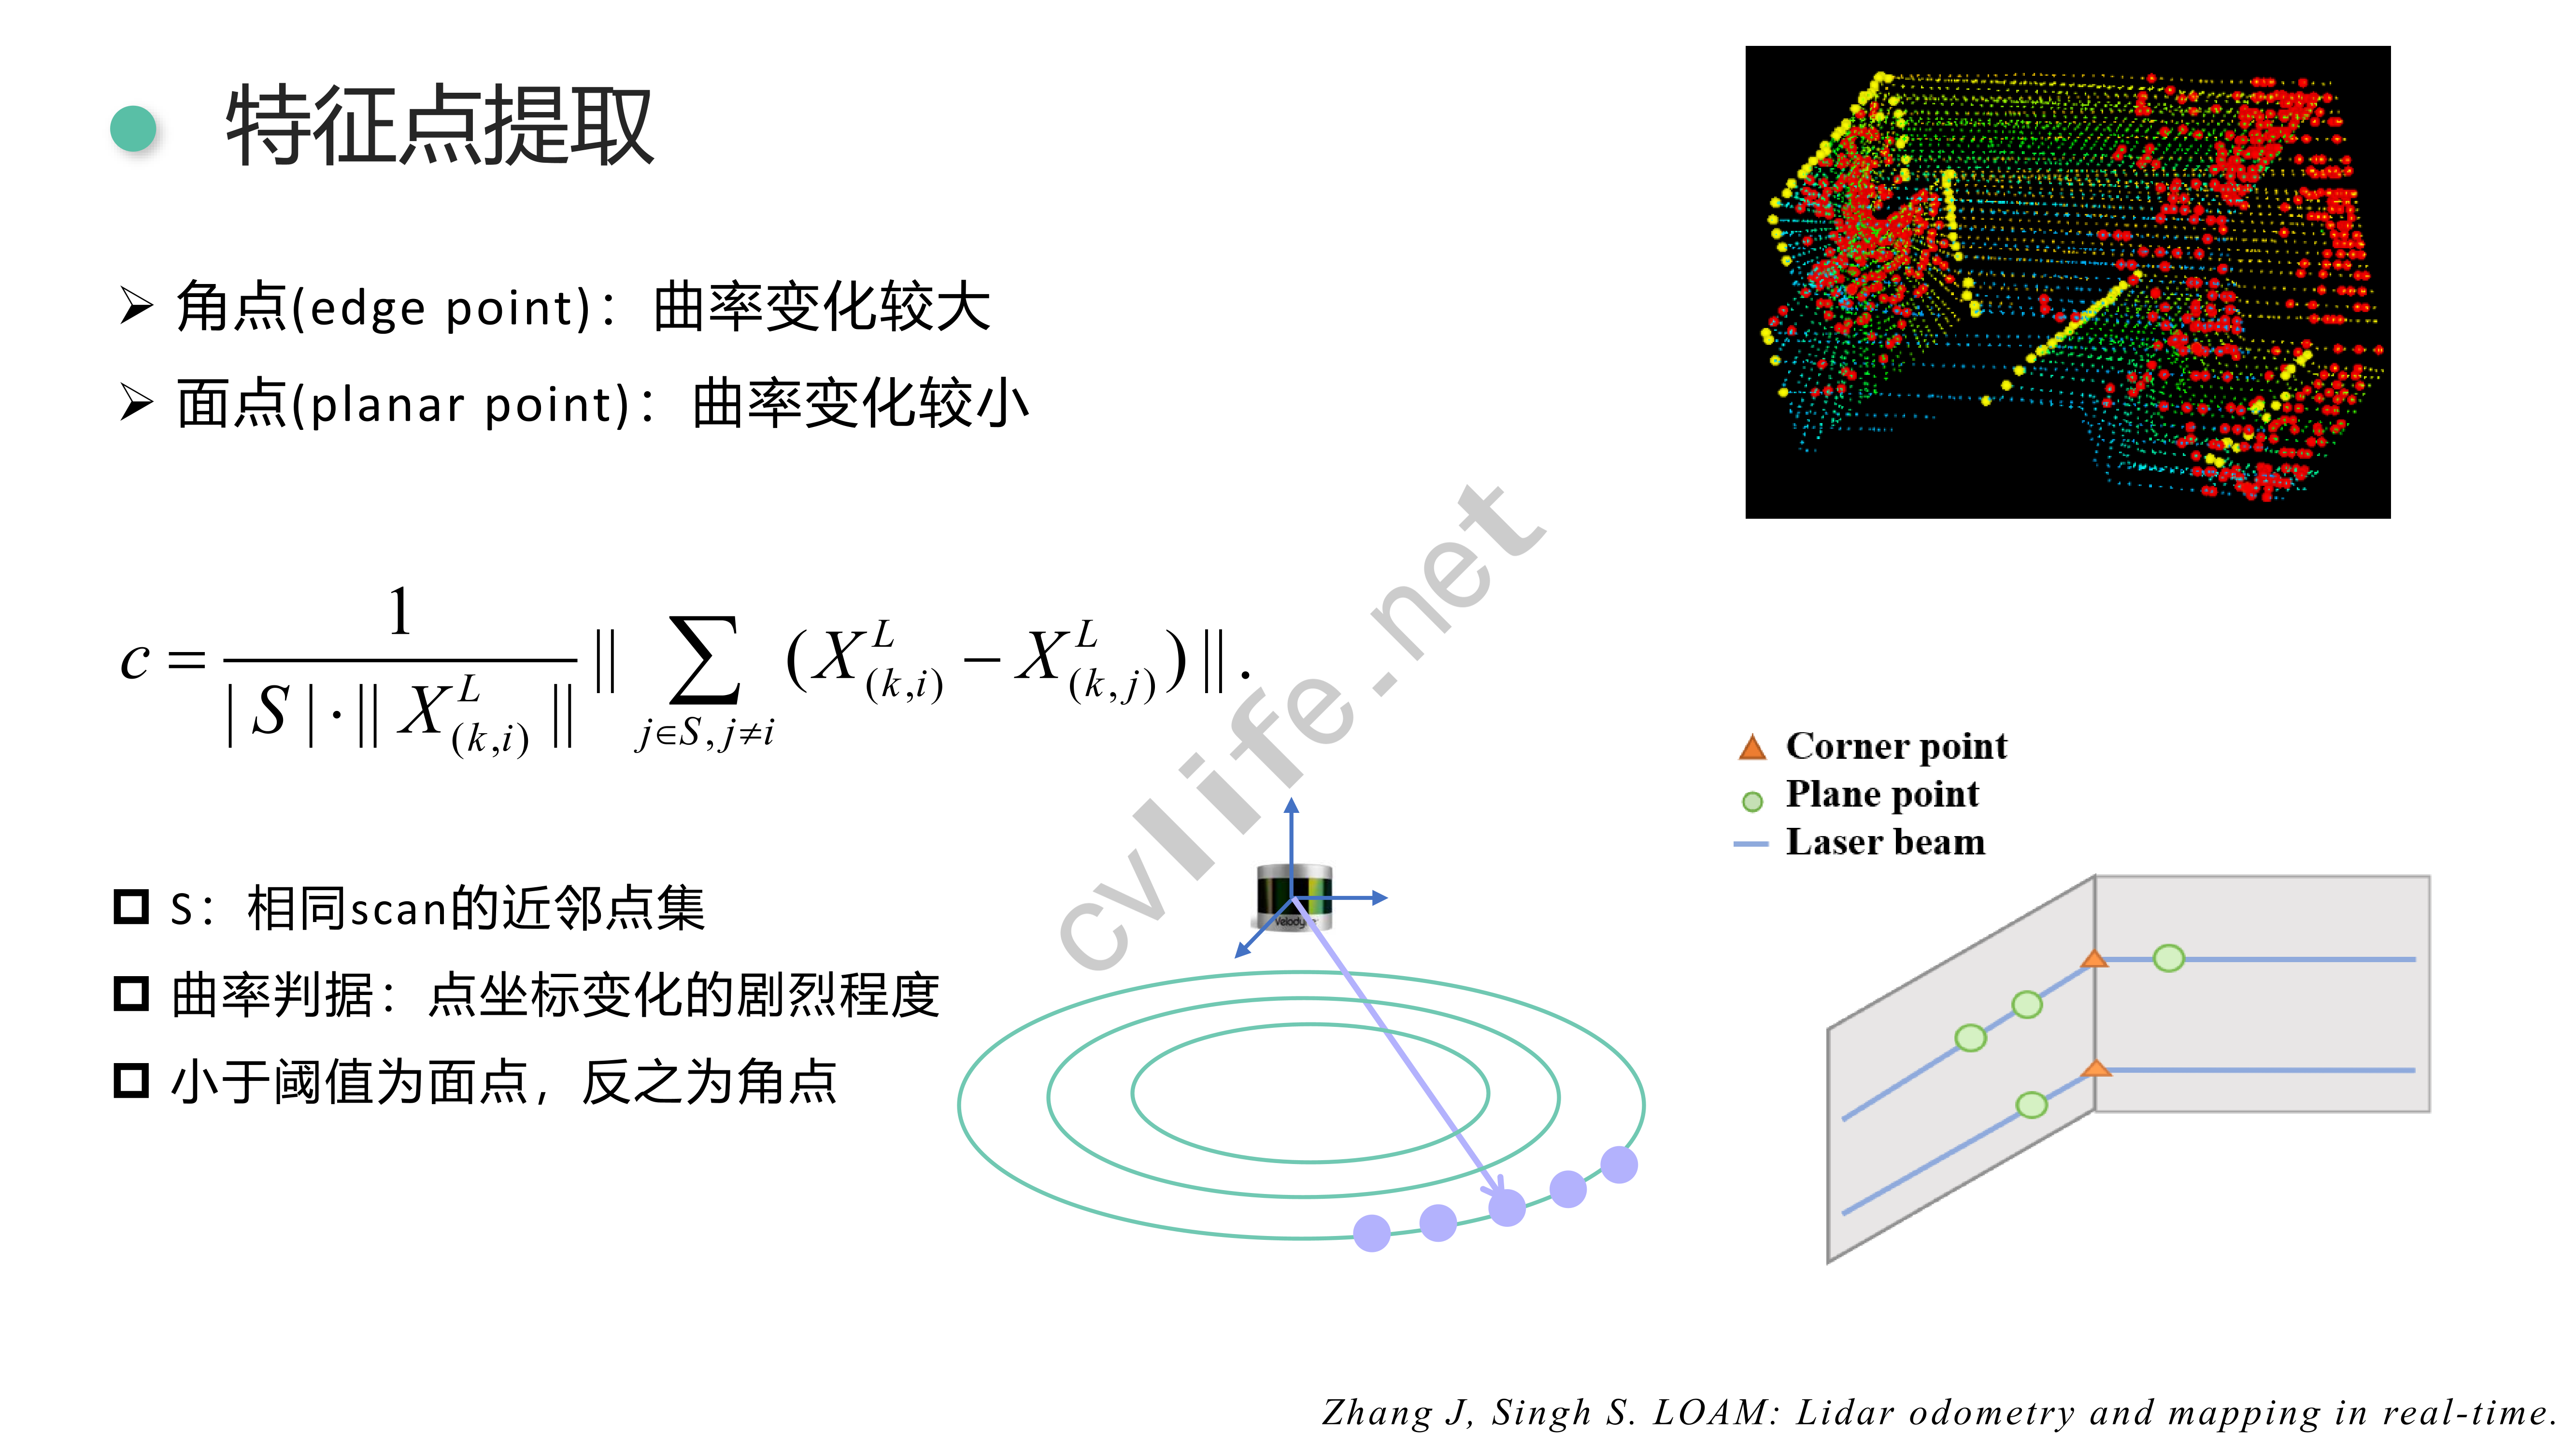 特征点提取
➢ 角点(edge point)：曲率变化较大
➢ 面点(planar point)：曲率变化较小
c = \frac{1}{|S| \cdot \| X^L_{(k,i)} \|} \| \sum_{j \in S, j \neq i} (X^L_{(k,i)} - X^L_{(k,j)}) \|.
S：相同scan的近邻点集
曲率判据：点坐标变化的剧烈程度
小于阈值为面点，反之为角点
cvlife.net
Velodyne
Corner point
Plane point
Laser beam
Zhang J, Singh S. LOAM: Lidar odometry and mapping in real-time.